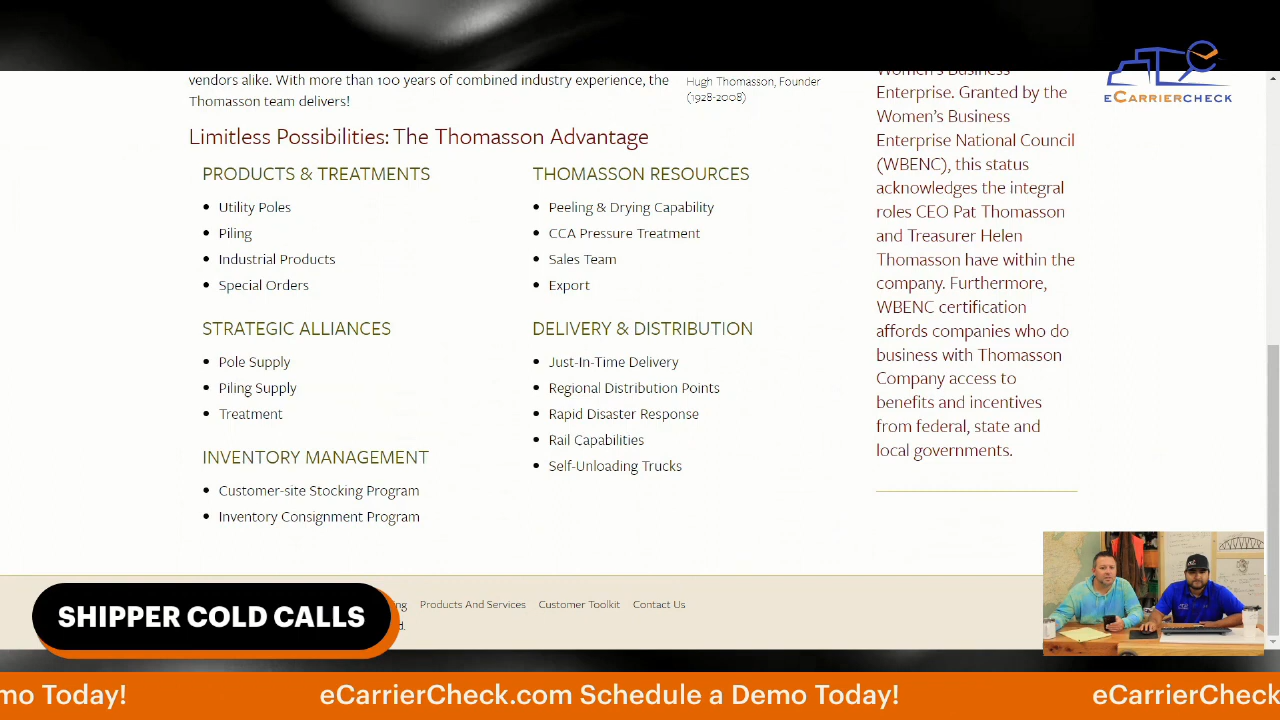 eCARRIERCHECK
vendors alike. With more than 100 years of combined industry experience, the
Thomasson team delivers!
Hugh Thomasson, Founder
(1928-2008)
Limitless Possibilities: The Thomasson Advantage
PRODUCTS & TREATMENTS
• Utility Poles
• Piling
• Industrial Products
• Special Orders
STRATEGIC ALLIANCES
• Pole Supply
• Piling Supply
• Treatment
INVENTORY MANAGEMENT
• Customer-site Stocking Program
• Inventory Consignment Program
THOMASSON RESOURCES
• Peeling & Drying Capability
• CCA Pressure Treatment
• Sales Team
• Export
DELIVERY & DISTRIBUTION
• Just-In-Time Delivery
• Regional Distribution Points
• Rapid Disaster Response
• Rail Capabilities
• Self-Unloading Trucks
Women's Business
Enterprise. Granted by the
Women's Business
Enterprise National Council
(WBENC), this status
acknowledges the integral
roles CEO Pat Thomasson
and Treasurer Helen
Thomasson have within the
company. Furthermore,
WBENC certification
affords companies who do
business with Thomasson
Company access to
benefits and incentives
from federal, state and
local governments.
ng Products And Services Customer Toolkit Contact Us
d.
SHIPPER COLD CALLS
mo Today! eCarrierCheck.com Schedule a Demo Today! eCarrierCheck